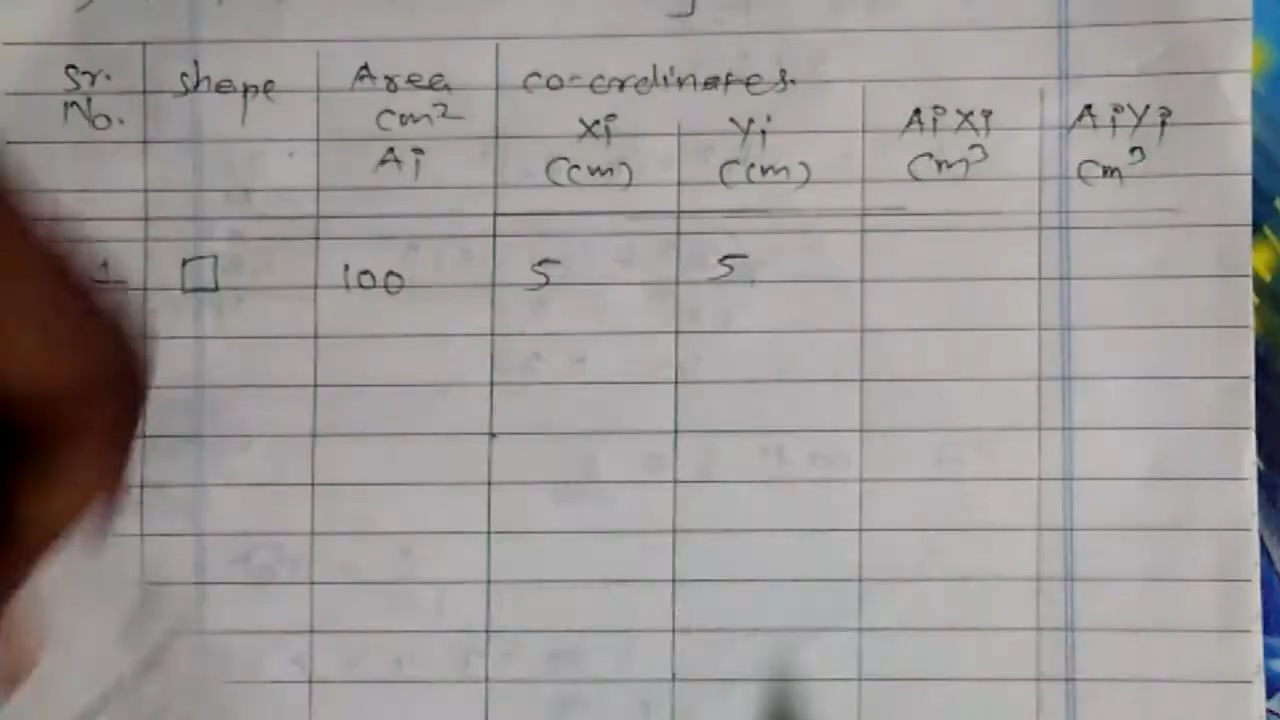 Sr. No. shape Area cm² Ai co-ordinates. Xi (cm) Yi (cm) AiXi cm³ AiYi cm³
1 □ 100 5 5